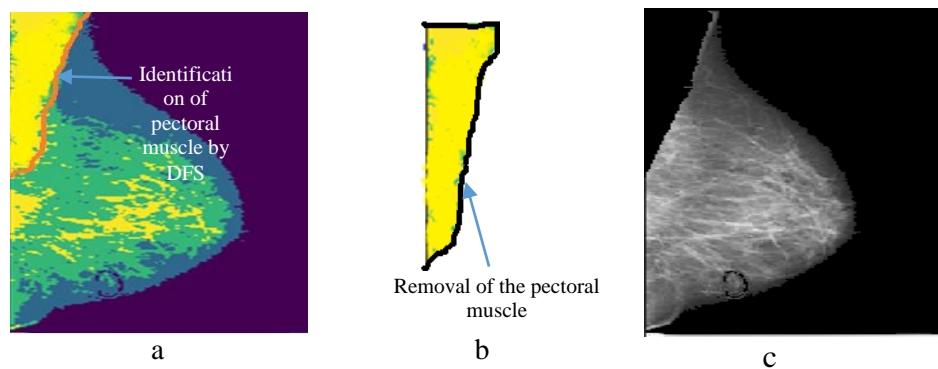 Identificati
on of
pectoral
muscle by
DFS
Removal of the pectoral
muscle
a
b
c